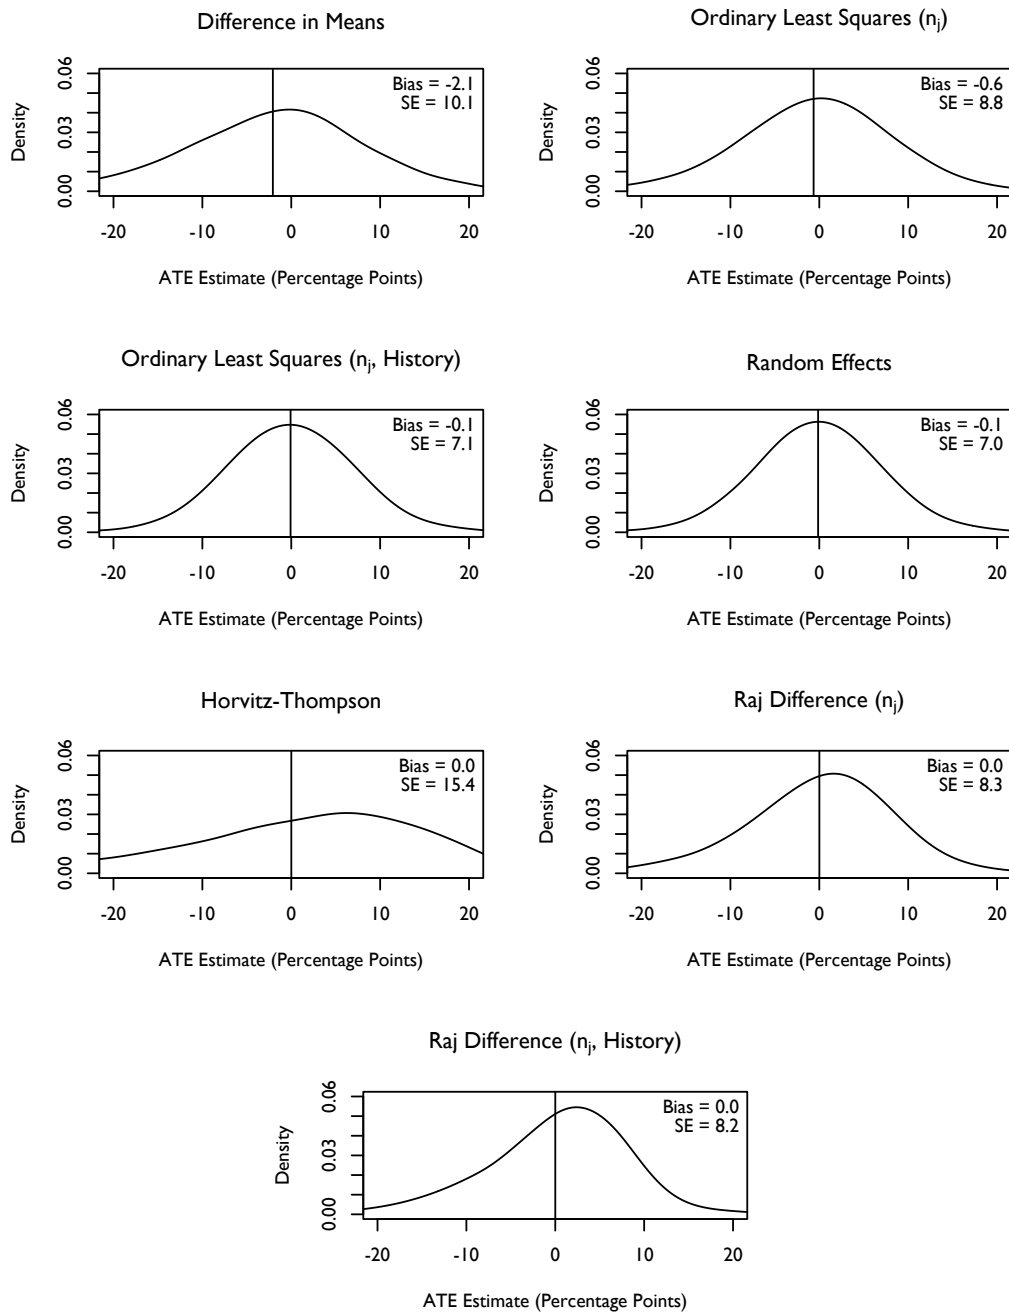 Difference in Means
Bias = -2.1
SE = 10.1
Density
0.00 0.03 0.06
-20 -10 0 10 20
ATE Estimate (Percentage Points)
Ordinary Least Squares (nj)
Bias = -0.6
SE = 8.8
Density
0.00 0.03 0.06
-20 -10 0 10 20
ATE Estimate (Percentage Points)
Ordinary Least Squares (nj, History)
Bias = -0.1
SE = 7.1
Density
0.00 0.03 0.06
-20 -10 0 10 20
ATE Estimate (Percentage Points)
Random Effects
Bias = -0.1
SE = 7.0
Density
0.00 0.03 0.06
-20 -10 0 10 20
ATE Estimate (Percentage Points)
Horvitz-Thompson
Bias = 0.0
SE = 15.4
Density
0.00 0.03 0.06
-20 -10 0 10 20
ATE Estimate (Percentage Points)
Raj Difference (nj)
Bias = 0.0
SE = 8.3
Density
0.00 0.03 0.06
-20 -10 0 10 20
ATE Estimate (Percentage Points)
Raj Difference (nj, History)
Bias = 0.0
SE = 8.2
Density
0.00 0.03 0.06
-20 -10 0 10 20
ATE Estimate (Percentage Points)